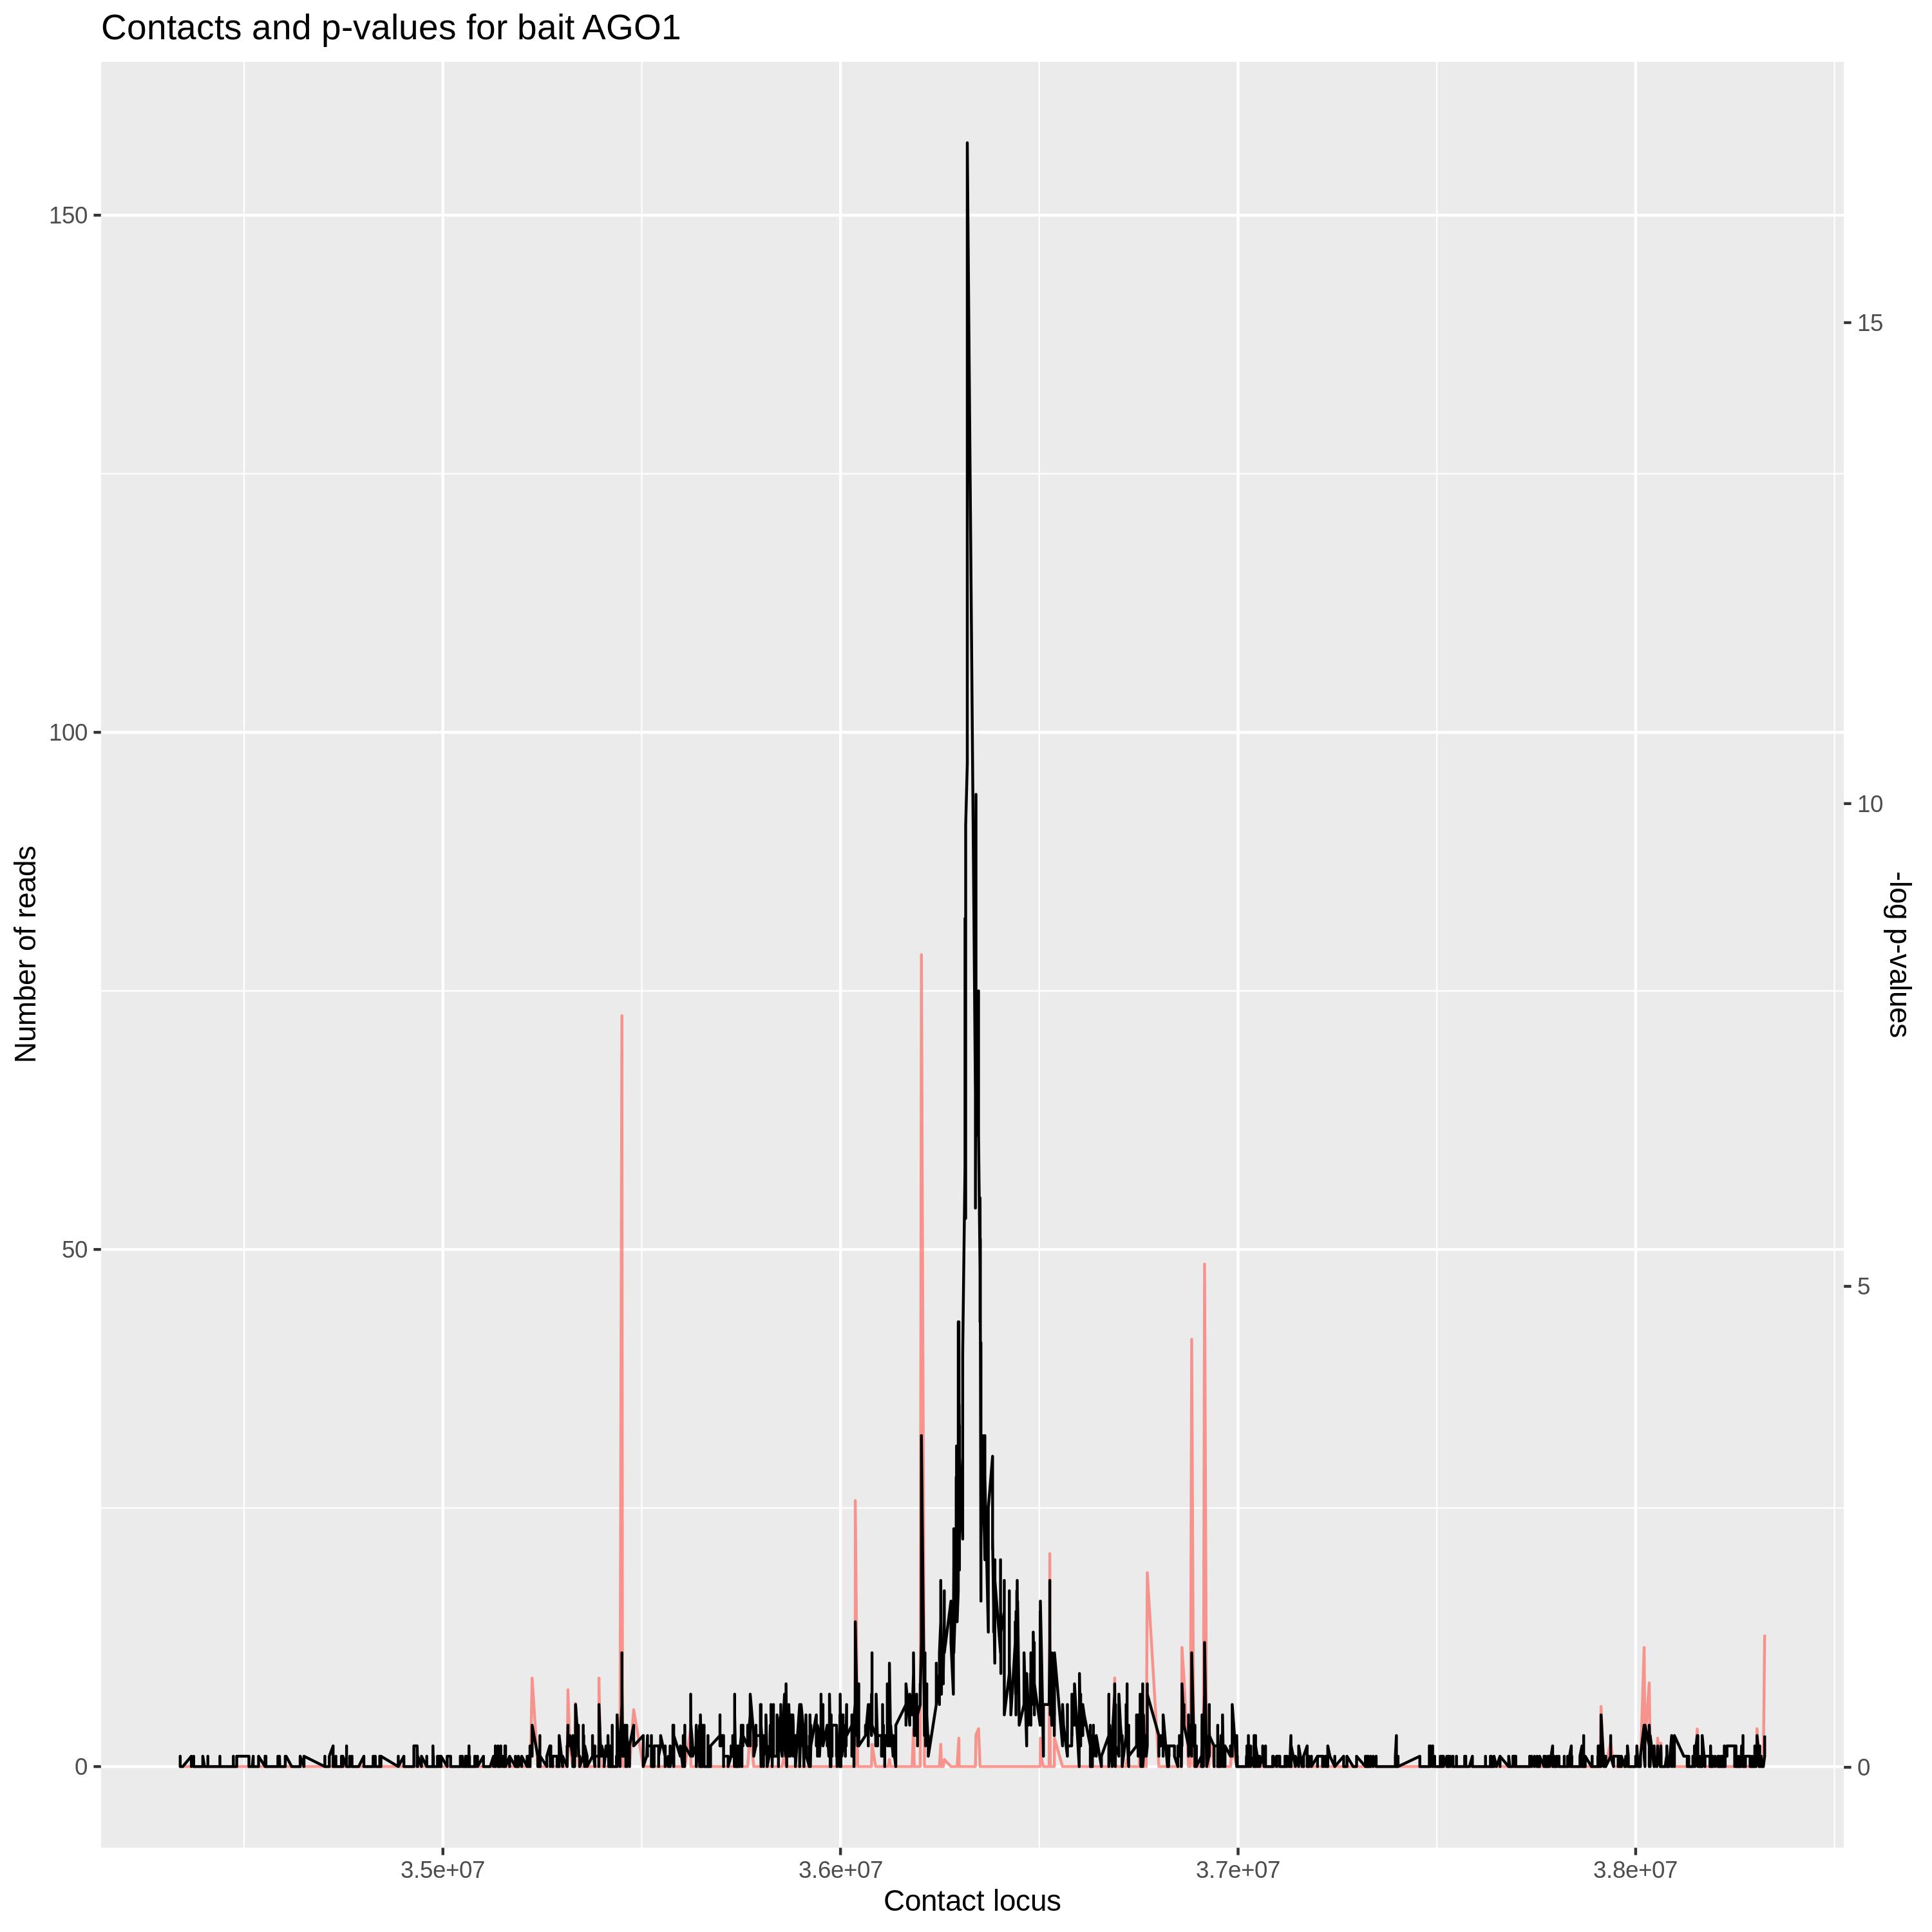 Contacts and p-values for bait AGO1
150
100
50
0
Number of reads
15
10
5
0
-log p-values
3.5e+07
3.6e+07
3.7e+07
3.8e+07
Contact locus